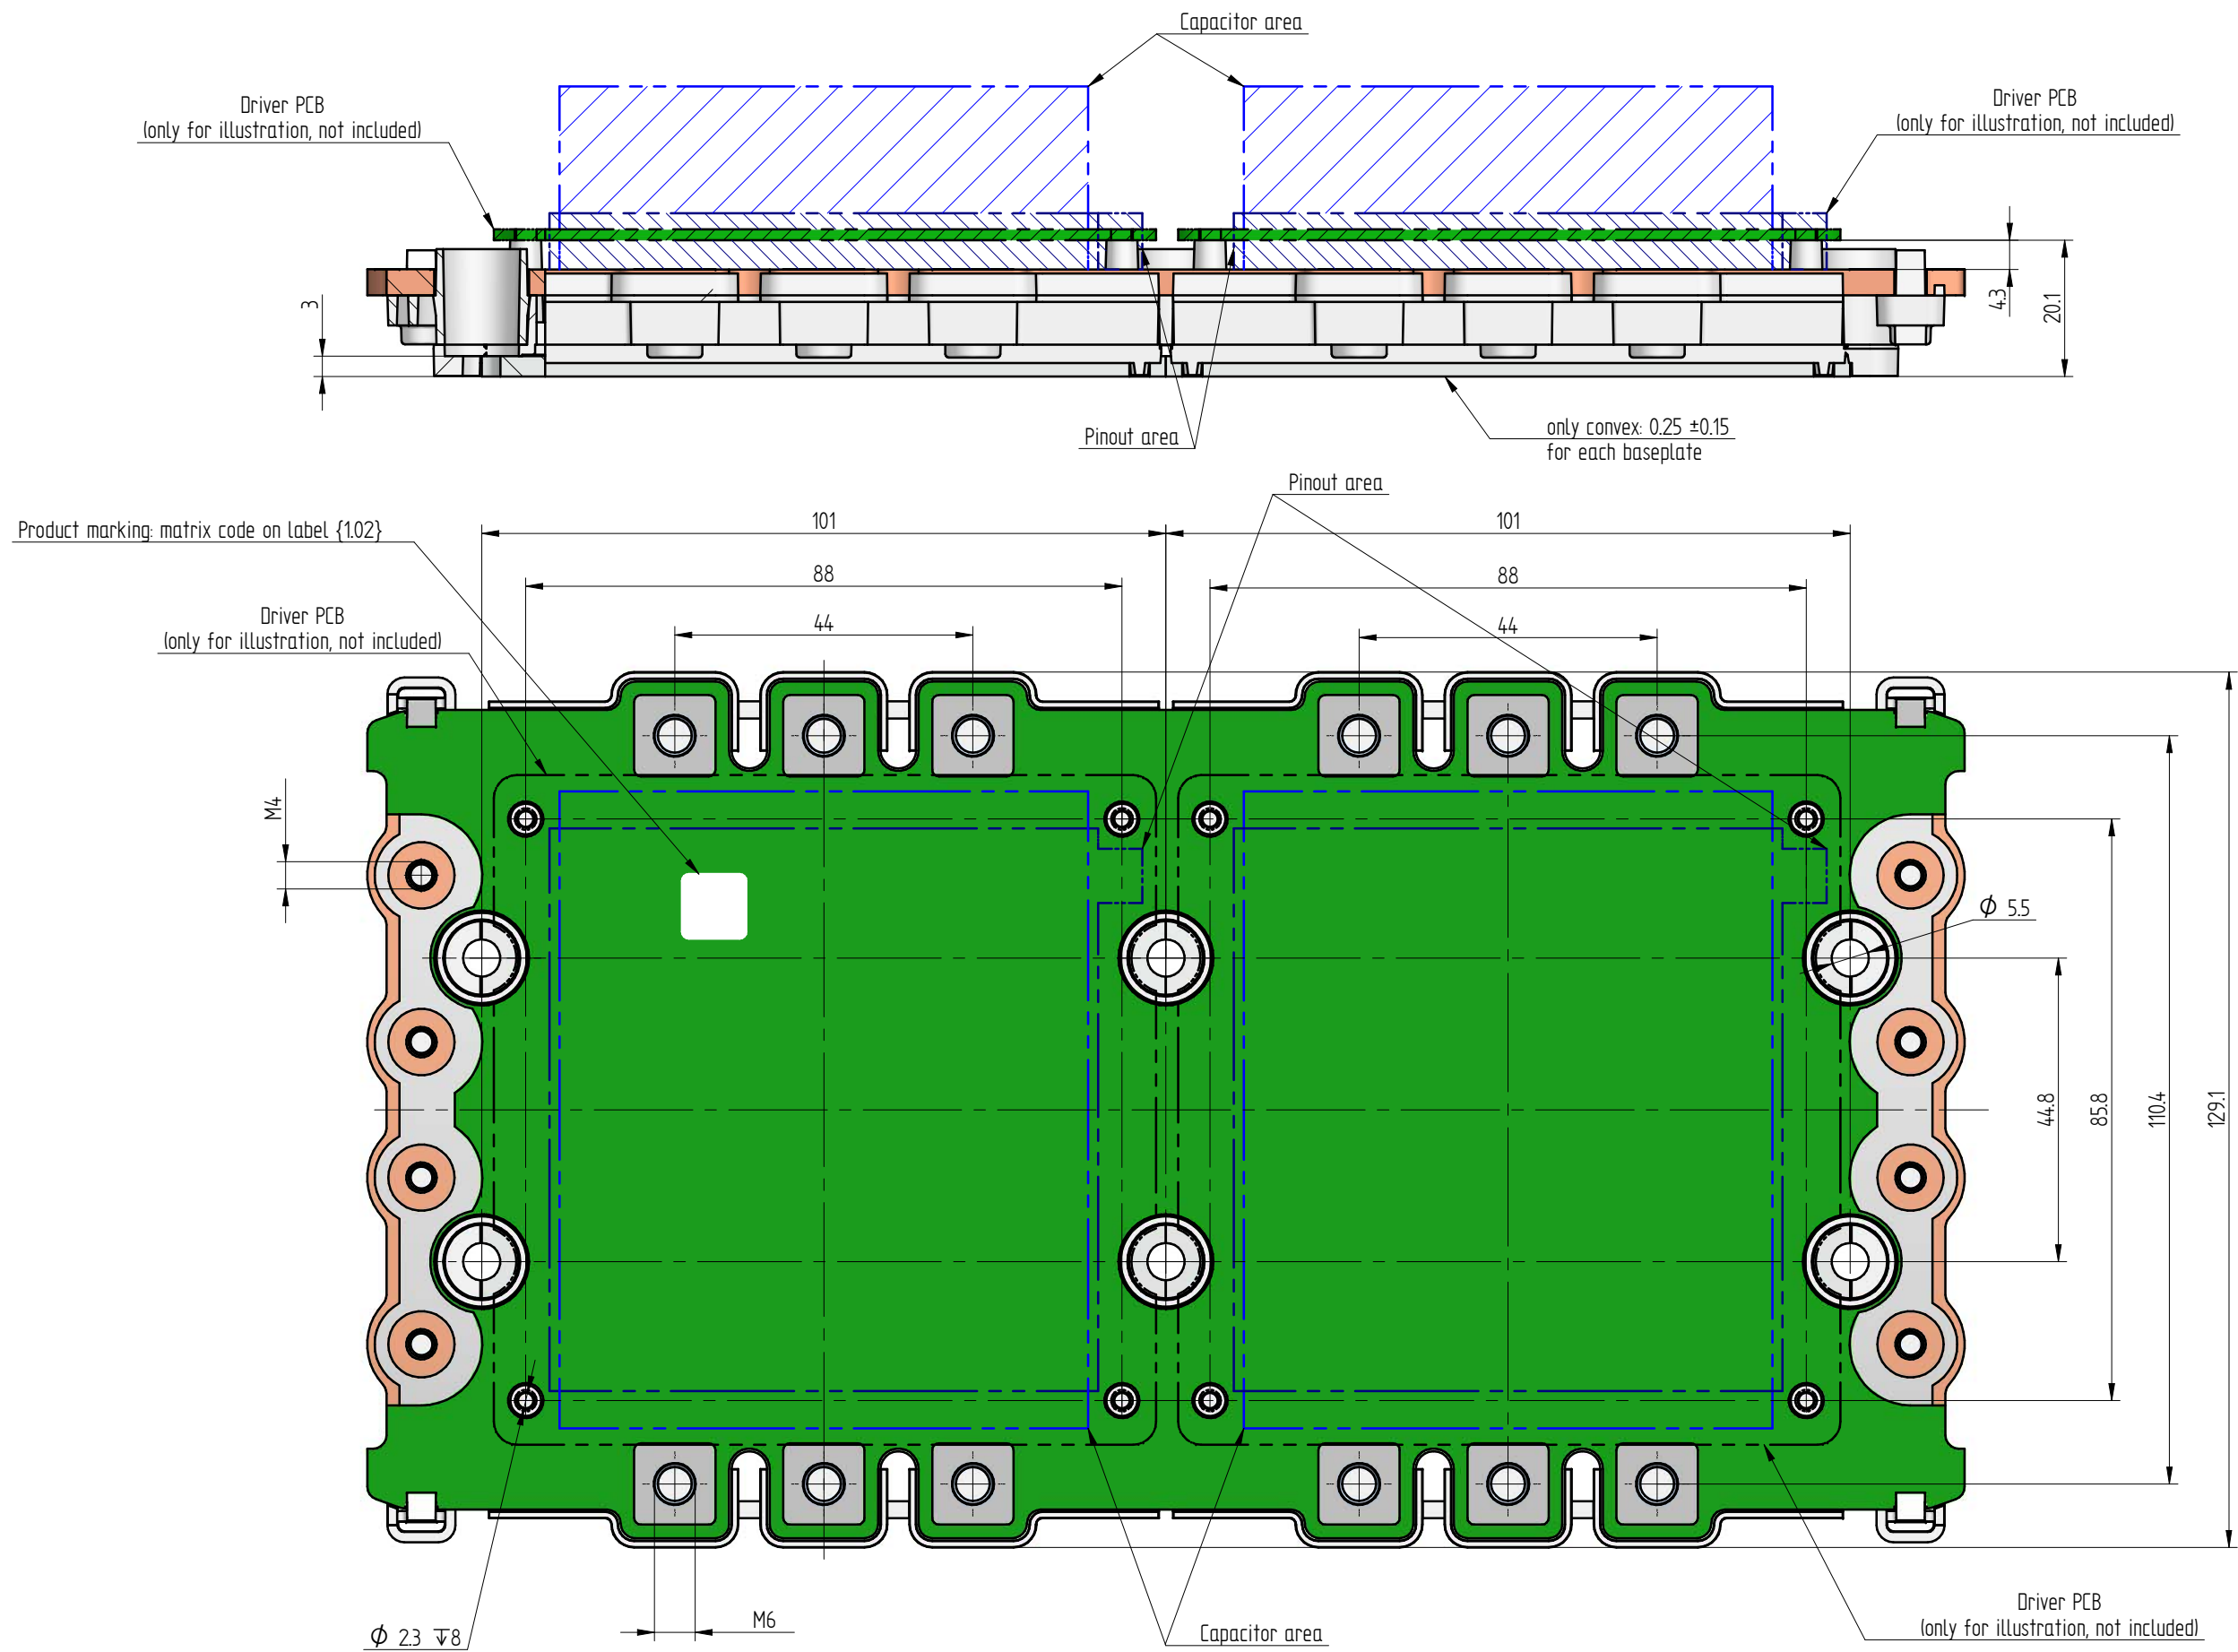 Capacitor area
Driver PCB
(only for illustration, not included)
Driver PCB
(only for illustration, not included)
3
4.3
20.1
Pinout area
only convex: 0.25 ±0.15
for each baseplate
Pinout area
Product marking: matrix code on label {1.02}
101
101
88
88
Driver PCB
(only for illustration, not included)
44
44
M4
Φ 5.5
44.8
85.8
110.4
129.1
Φ 2.3 ↧8
M6
Capacitor area
Driver PCB
(only for illustration, not included)